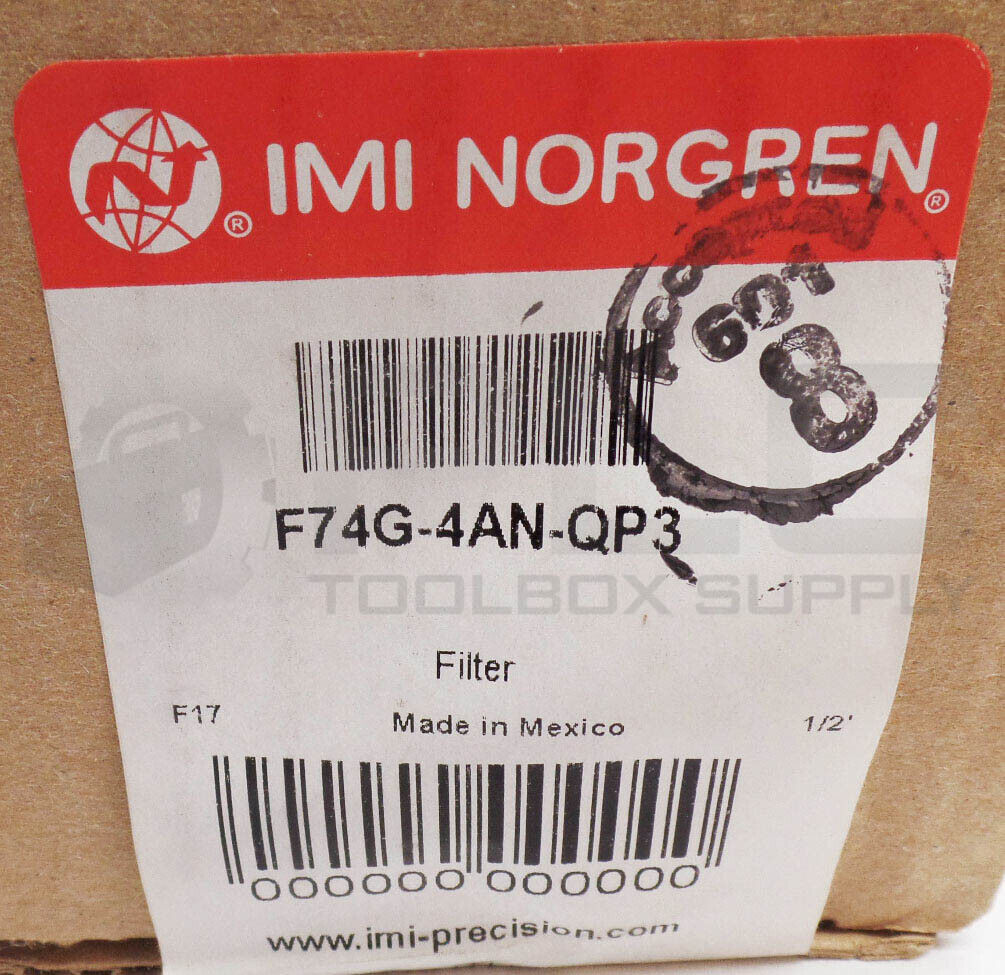 IMI NORGREN
F74G-4AN-QP3
TOOLBOX SUPPLY
Filter
F17
Made in Mexico
1/2'
000000 000000
www.imi-precision.com